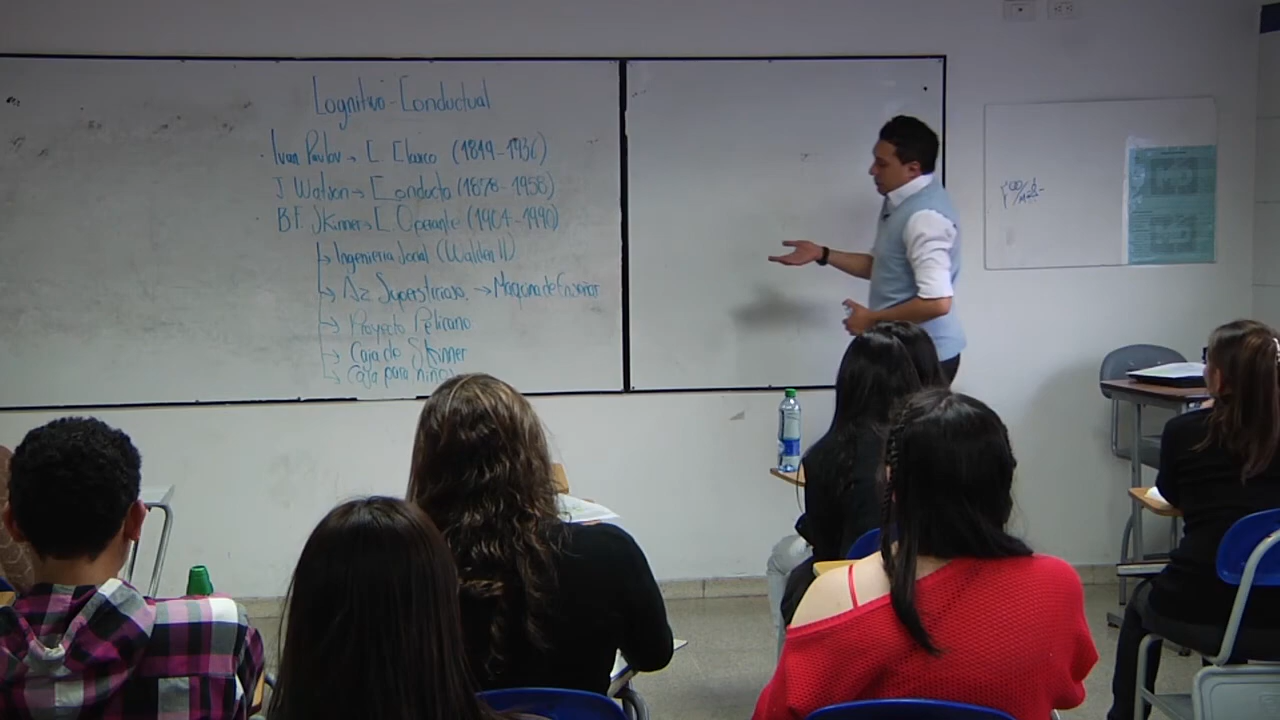 Cognitivo-Conductual
Ivan Pavlov → C Clasico (1849-1936)
J Watson → Conducta (1878-1958)
B.F. Skinner → C. Operante (1904-1990)
→ Ingenieria Social (Walden II)
→ Az Supersticioso. → Maquina de Enseñar
→ Proyecto Pelicano
→ Caja de Skinner
→ Caja para niños